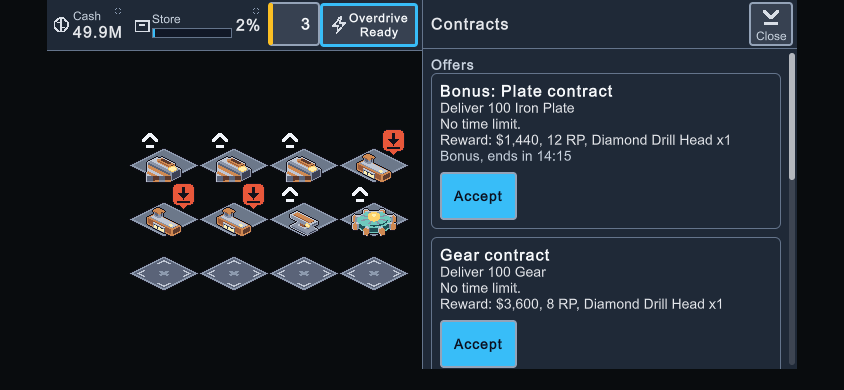 Cash
49.9M
Store
2%
3
Overdrive
Ready
Contracts
Close
Offers
Bonus: Plate contract
Deliver 100 Iron Plate
No time limit.
Reward: $1,440, 12 RP, Diamond Drill Head x1
Bonus, ends in 14:15
Accept
Gear contract
Deliver 100 Gear
No time limit.
Reward: $3,600, 8 RP, Diamond Drill Head x1
Accept